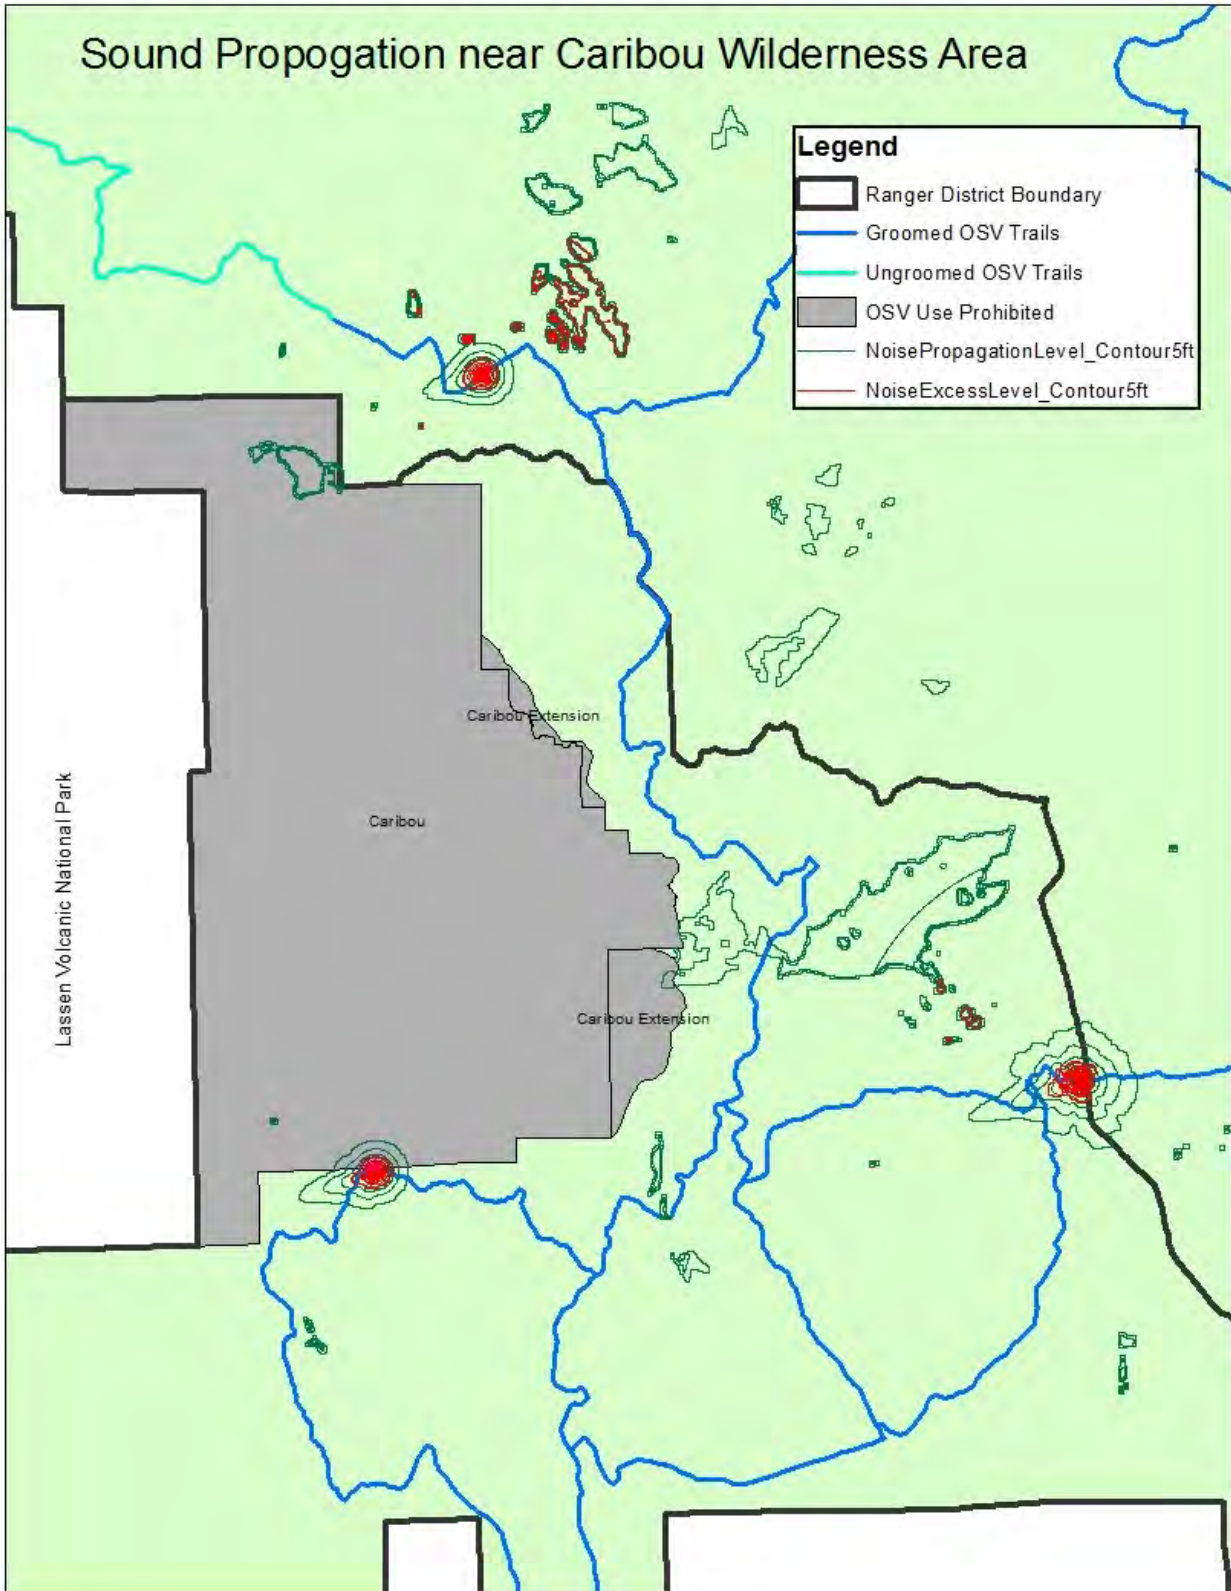 Sound Propogation near Caribou Wilderness Area
Legend
Ranger District Boundary
Groomed OSV Trails
Ungroomed OSV Trails
OSV Use Prohibited
NoisePropagationLevel_Contour5ft
NoiseExcessLevel_Contour5ft
Caribou Extension
Caribou
Lassen Volcanic National Park
Caribou Extension